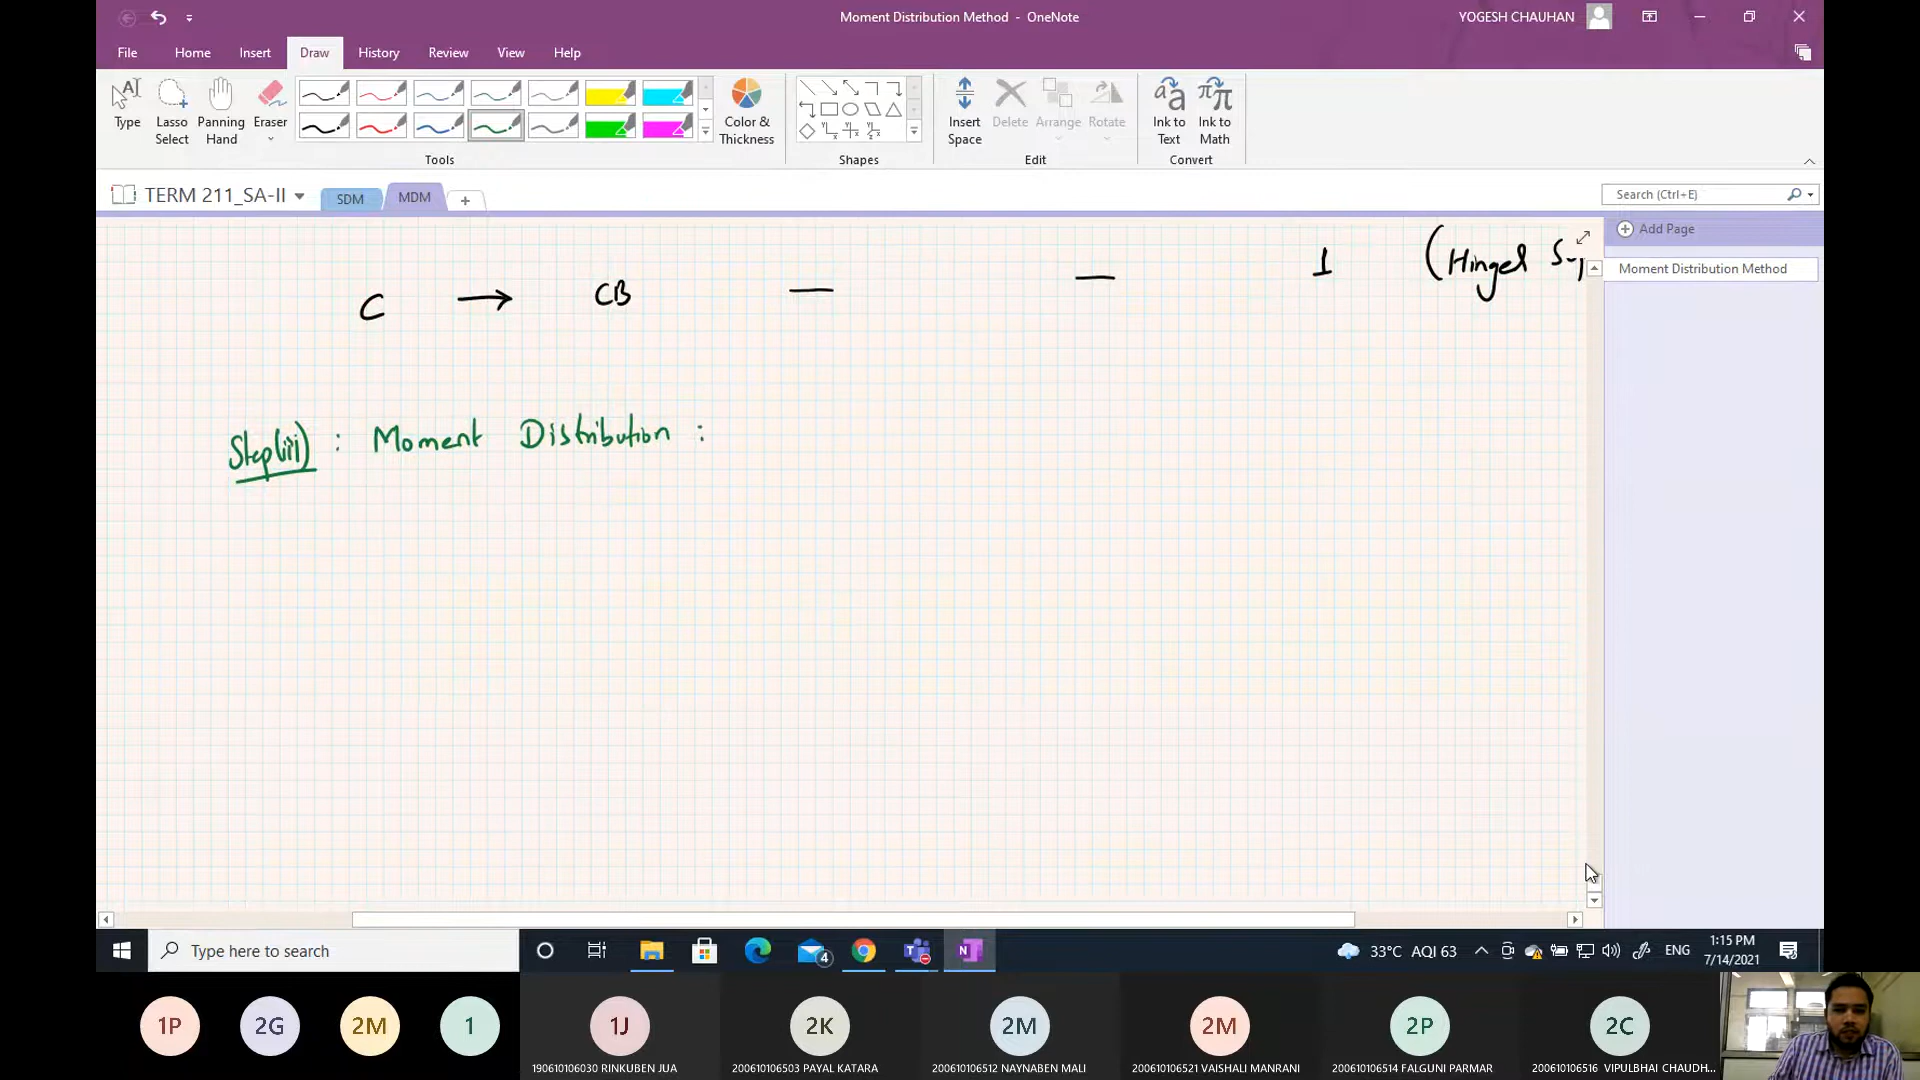 Moment Distribution Method - OneNote
YOGESH CHAUHAN
File Home Insert Draw History Review View Help
Type
Lasso Select
Panning Hand
Eraser
Color & Thickness
Insert Space
Delete
Arrange
Rotate
Ink to Text
Ink to Math
Tools
Shapes
Edit
Convert
TERM 211_SA-II
SDM
MDM
Search (Ctrl+E)
Add Page
Moment Distribution Method
C → CB — — 1 (Hinged
Step(iii) : Moment Distribution :
Type here to search
4
33°C AQI 63
ENG
1:15 PM
7/14/2021
1P
2G
2M
1
1J
2K
2M
2M
2P
2C
190610106030 RINKUBEN JUA
200610106503 PAYAL KATARA
200610106512 NAYNABEN MALI
200610106521 VAISHALI MANRANI
200610106514 FALGUNI PARMAR
200610106516 VIPULBHAI CHAUDH...